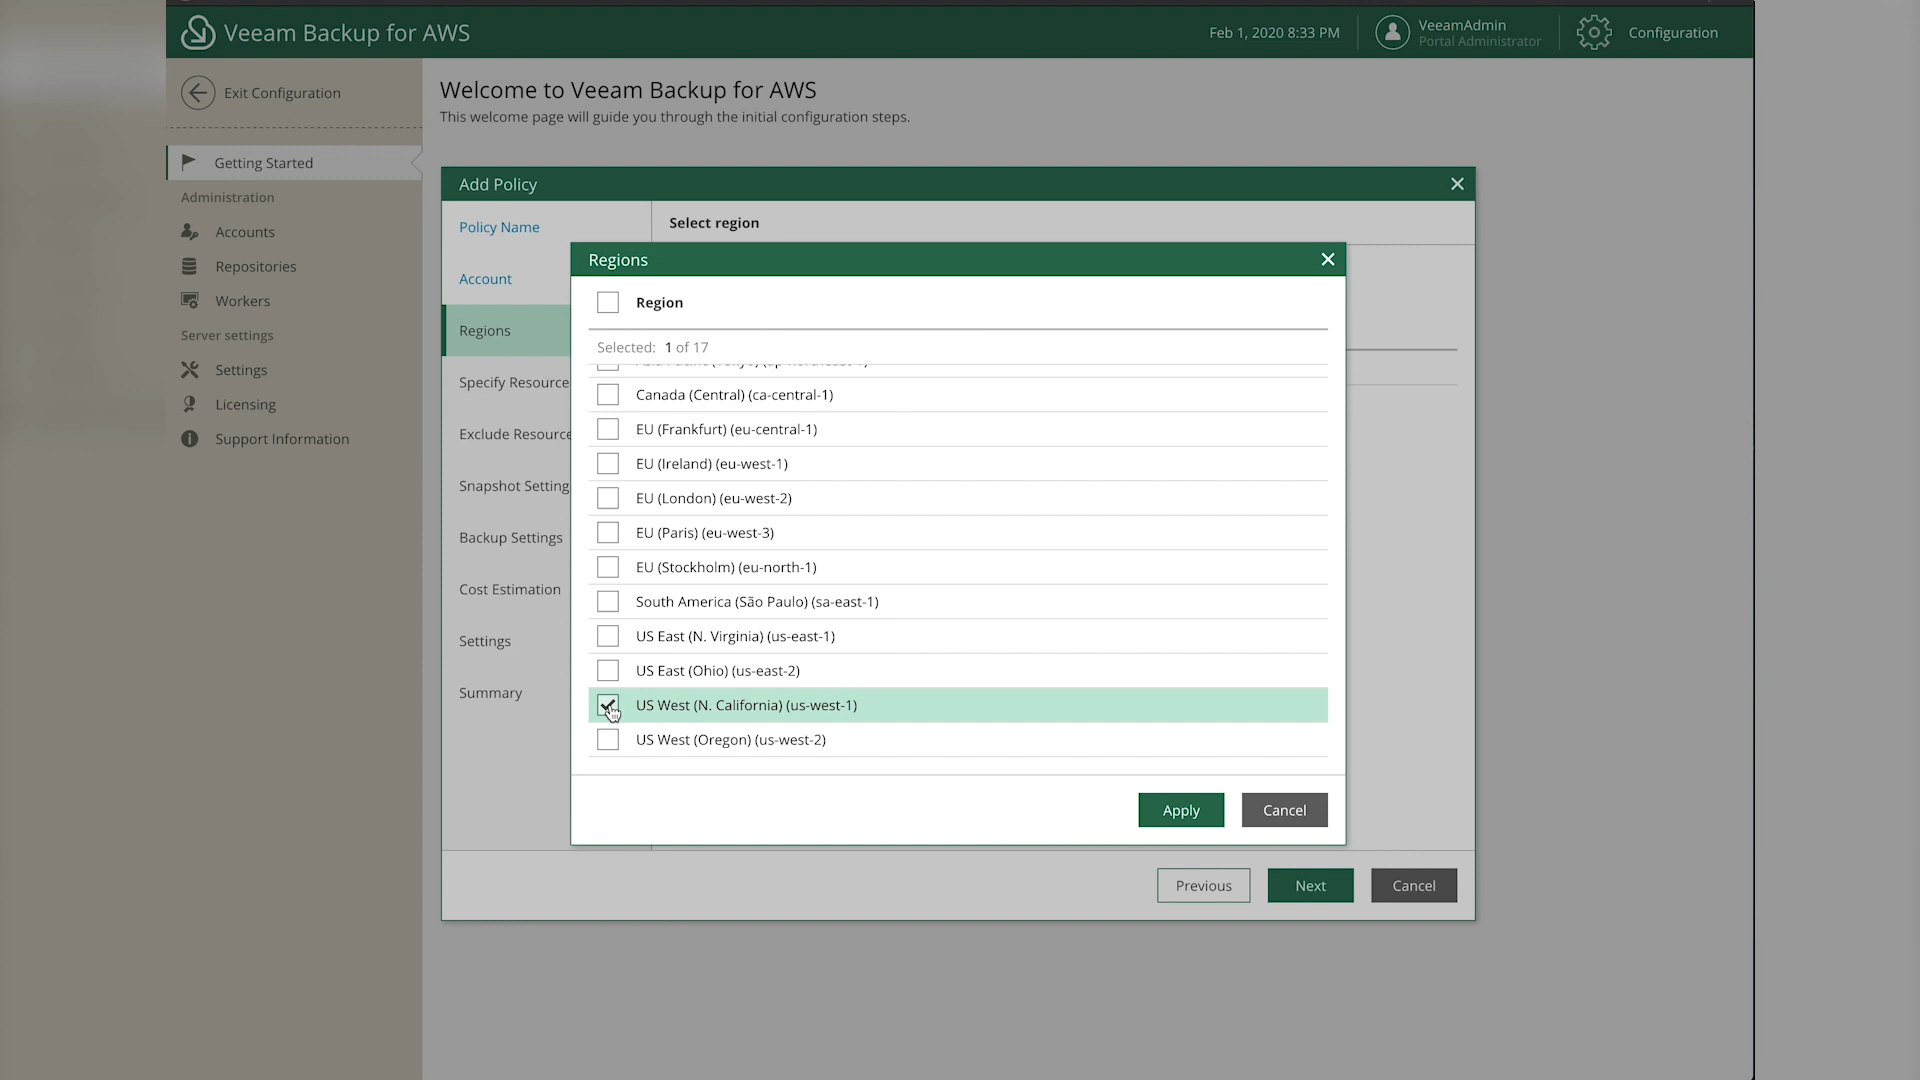 Veeam Backup for AWS
Feb 1, 2020 8:33 PM
VeeamAdmin
Portal Administrator
Configuration
Exit Configuration
Getting Started
Administration
Accounts
Repositories
Workers
Server settings
Settings
Licensing
Support Information
Welcome to Veeam Backup for AWS
This welcome page will guide you through the initial configuration steps.
Add Policy
Policy Name
Account
Regions
Specify Resource
Exclude Resource
Snapshot Setting
Backup Settings
Cost Estimation
Settings
Summary
Select region
Regions
Region
Selected: 1 of 17
Canada (Central) (ca-central-1)
EU (Frankfurt) (eu-central-1)
EU (Ireland) (eu-west-1)
EU (London) (eu-west-2)
EU (Paris) (eu-west-3)
EU (Stockholm) (eu-north-1)
South America (São Paulo) (sa-east-1)
US East (N. Virginia) (us-east-1)
US East (Ohio) (us-east-2)
US West (N. California) (us-west-1)
US West (Oregon) (us-west-2)
Apply
Cancel
Previous
Next
Cancel